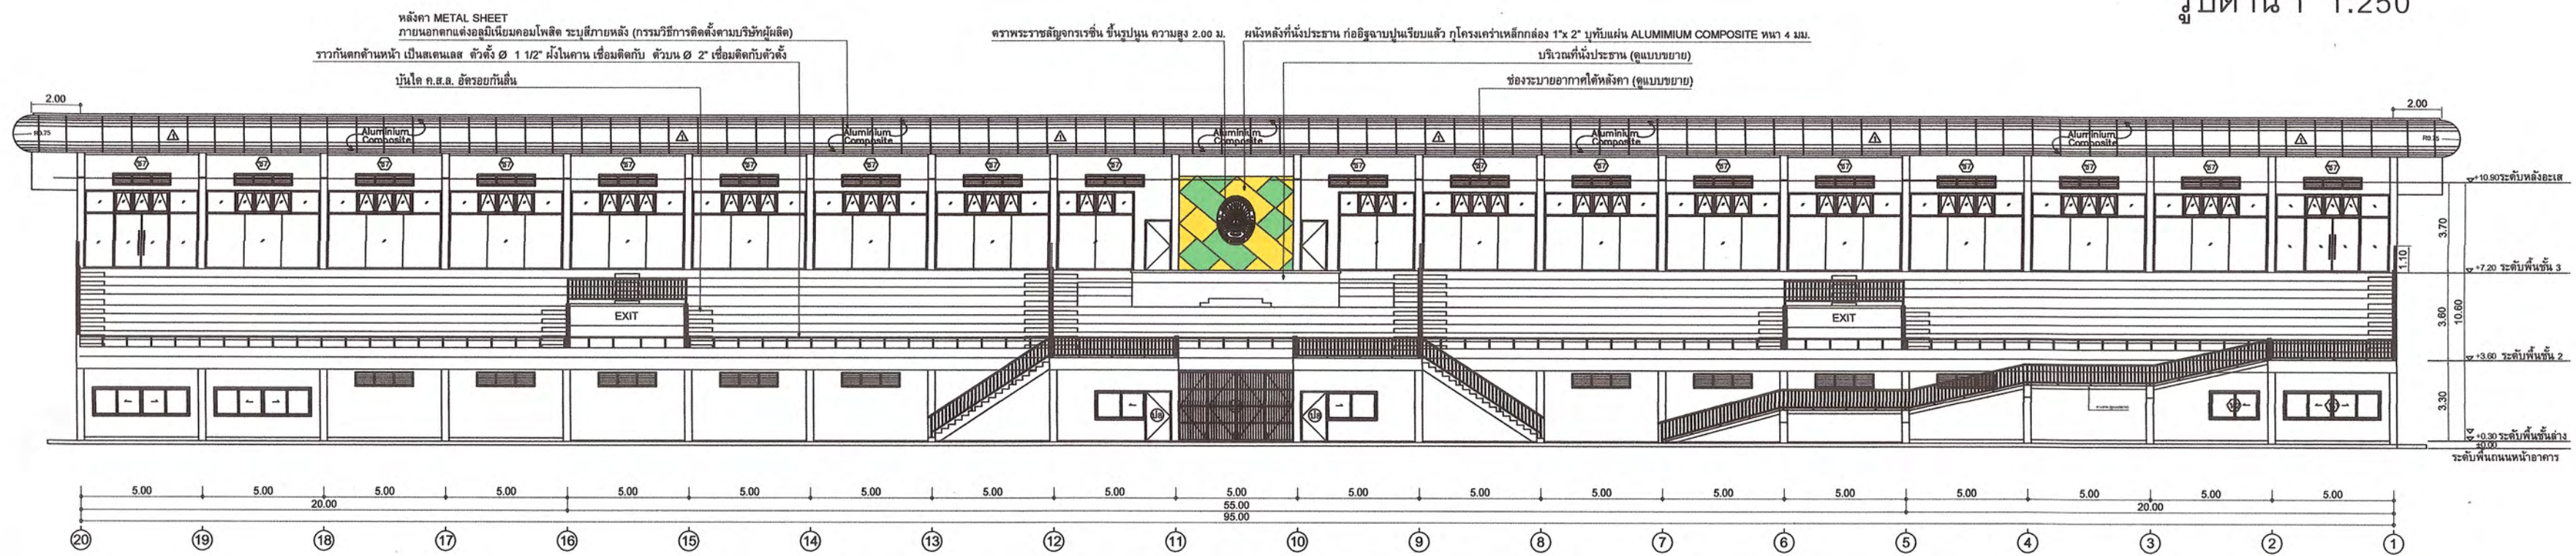 รูปด้าน 1 1:250
หลังคา METAL SHEET
ภายนอกตกแต่งอลูมิเนียมคอมโพสิต ระบุสีภายหลัง (กรรมวิธีการติดตั้งตามบริษัทผู้ผลิต)
ราวกันตกด้านหน้า เป็นสเตนเลส ตัวตั้ง Ø 1 1/2" ฝังในคาน เชื่อมติดกับ ตัวบน Ø 2" เชื่อมติดกับตัวตั้ง
บันได ค.ส.ล. อัดรอยกันลื่น
ตราพระราชลัญจกรเรซิ่น ขึ้นรูปนูน ความสูง 2.00 ม.
ผนังหลังที่นั่งประธาน ก่ออิฐฉาบปูนเรียบแล้ว กุโครงเคร่าเหล็กกล่อง 1"x 2" บุทับแผ่น ALUMIMIUM COMPOSITE หนา 4 มม.
บริเวณที่นั่งประธาน (ดูแบบขยาย)
ช่องระบายอากาศใต้หลังคา (ดูแบบขยาย)
2.00 2.00
R0.75 Aluminium Composite Aluminium Composite Aluminium Composite Aluminium Composite Aluminium Composite R0.75
+10.90 ระดับหลังอะเส
3.70
1.10
+7.20 ระดับพื้นชั้น 3
EXIT EXIT
3.60 10.60
+3.60 ระดับพื้นชั้น 2
3.30
+0.30 ระดับพื้นชั้นล่าง
±0.00
ระดับพื้นถนนหน้าอาคาร
5.00 5.00 5.00 5.00 5.00 5.00 5.00 5.00 5.00 5.00 5.00 5.00 5.00 5.00 5.00 5.00 5.00 5.00 5.00
20.00 55.00 20.00
95.00
20 19 18 17 16 15 14 13 12 11 10 9 8 7 6 5 4 3 2 1